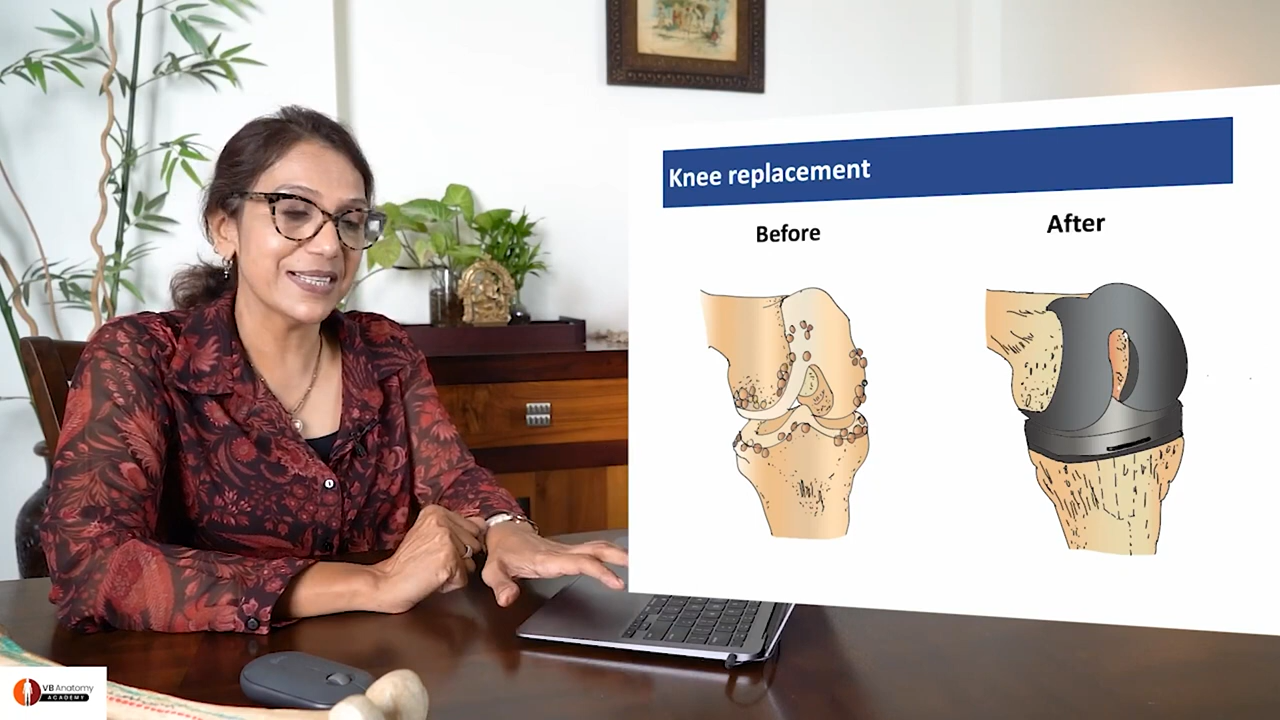 Knee replacement
Before
After
VB Anatomy
ACADEMY